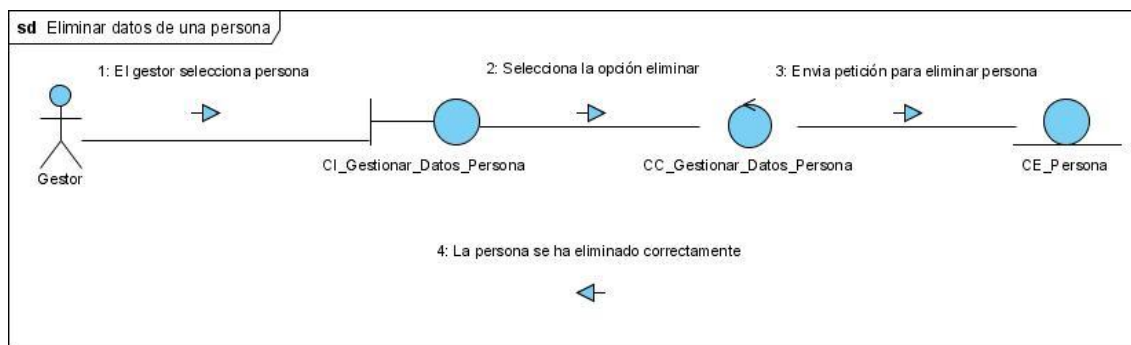 sd Eliminar datos de una persona
1: El gestor selecciona persona
2: Selecciona la opción eliminar
3: Envia petición para eliminar persona
Gestor
CI_Gestionar_Datos_Persona
CC_Gestionar_Datos_Persona
CE_Persona
4: La persona se ha eliminado correctamente